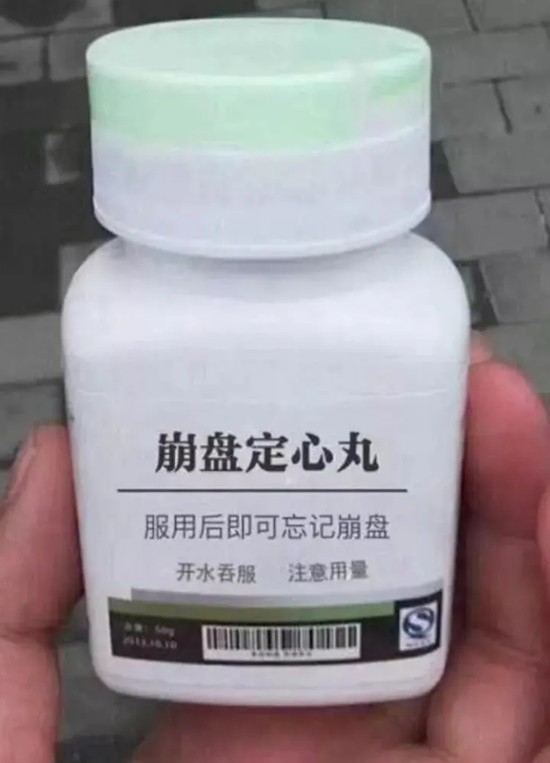 崩盘定心丸
服用后即可忘记崩盘
开水吞服 注意用量